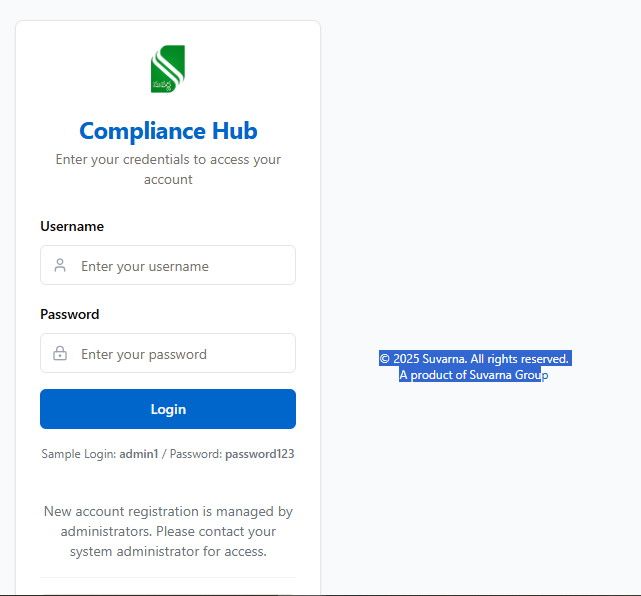 సువర్ణ
Compliance Hub
Enter your credentials to access your
account
Username
Enter your username
Password
Enter your password
Login
Sample Login: admin1 / Password: password123
New account registration is managed by
administrators. Please contact your
system administrator for access.
© 2025 Suvarna. All rights reserved.
A product of Suvarna Group